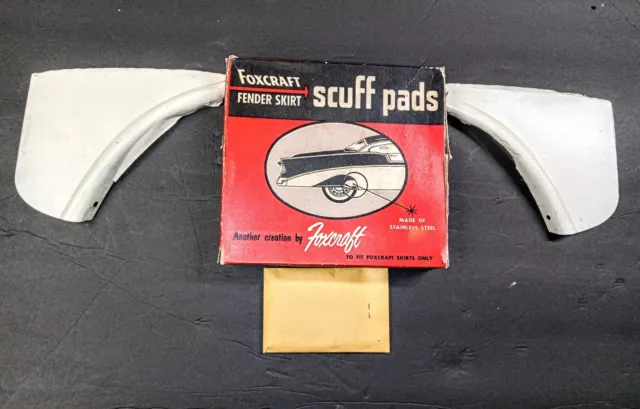 FOXCRAFT
FENDER SKIRT
scuff pads
MADE OF
STAINLESS-STEEL
Another creation by Foxcraft
TO FIT FOXCRAFT SKIRTS ONLY